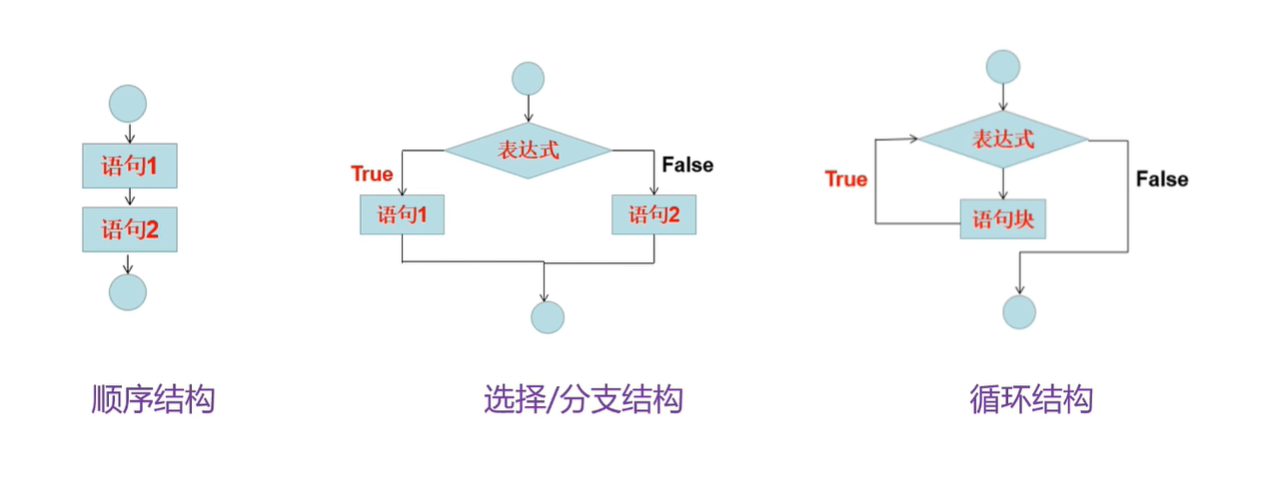 语句1
语句2
顺序结构
表达式
True
False
语句1
语句2
选择/分支结构
表达式
True
False
语句块
循环结构